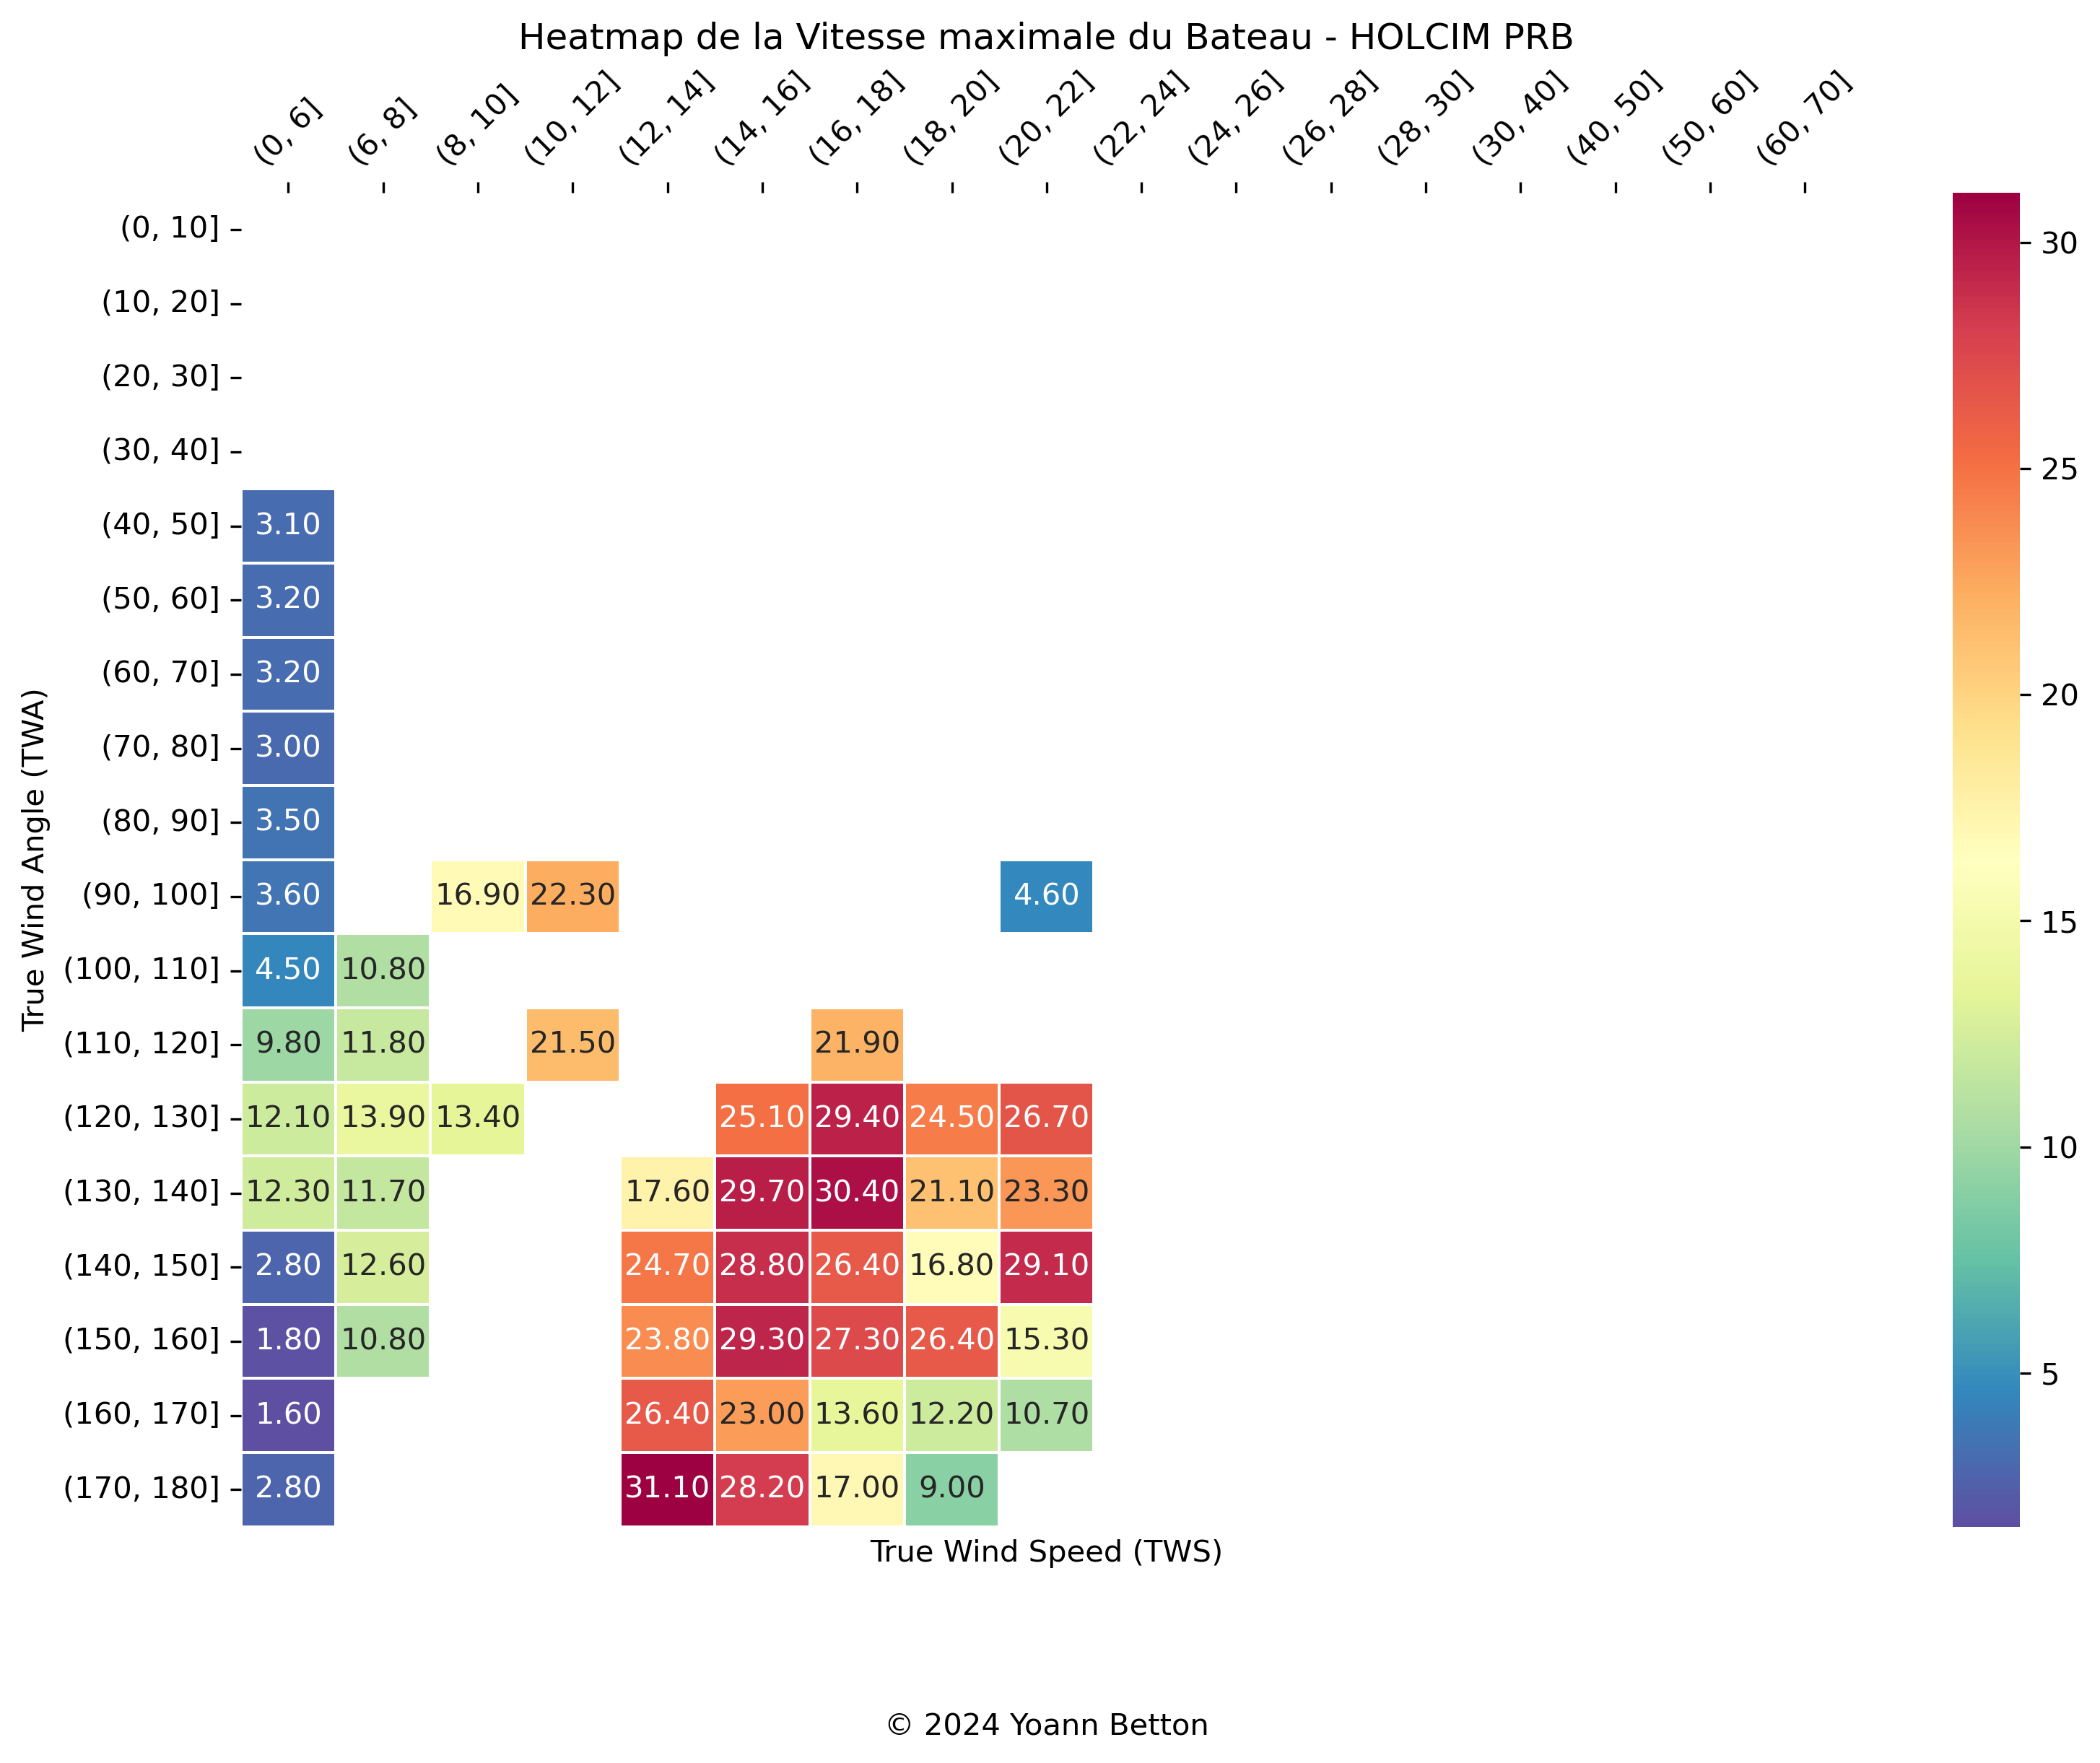 Heatmap de la Vitesse maximale du Bateau - HOLCIM PRB
(0, 6] (6, 8] (8, 10] (10, 12] (12, 14] (14, 16] (16, 18] (18, 20] (20, 22] (22, 24] (24, 26] (26, 28] (28, 30] (30, 40] (40, 50] (50, 60] (60, 70]
(0, 10]
(10, 20]
(20, 30]
(30, 40]
(40, 50] 3.10
(50, 60] 3.20
(60, 70] 3.20
(70, 80] 3.00
(80, 90] 3.50
(90, 100] 3.60 16.90 22.30 4.60
(100, 110] 4.50 10.80
(110, 120] 9.80 11.80 21.50 21.90
(120, 130] 12.10 13.90 13.40 25.10 29.40 24.50 26.70
(130, 140] 12.30 11.70 17.60 29.70 30.40 21.10 23.30
(140, 150] 2.80 12.60 24.70 28.80 26.40 16.80 29.10
(150, 160] 1.80 10.80 23.80 29.30 27.30 26.40 15.30
(160, 170] 1.60 26.40 23.00 13.60 12.20 10.70
(170, 180] 2.80 31.10 28.20 17.00 9.00
True Wind Angle (TWA)
True Wind Speed (TWS)
30
25
20
15
10
5
© 2024 Yoann Betton